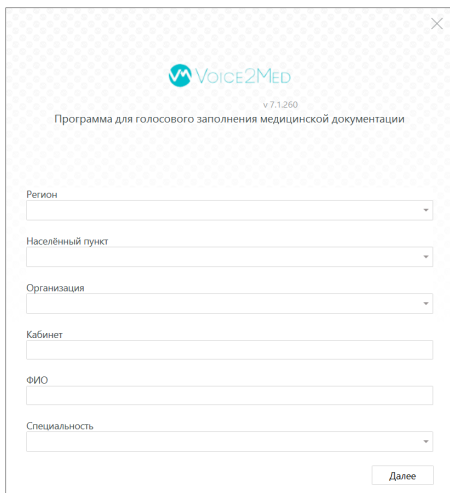 VOICE2MED
v 7.1.260
Программа для голосового заполнения медицинской документации
Регион
Населённый пункт
Организация
Кабинет
ФИО
Специальность
Далее